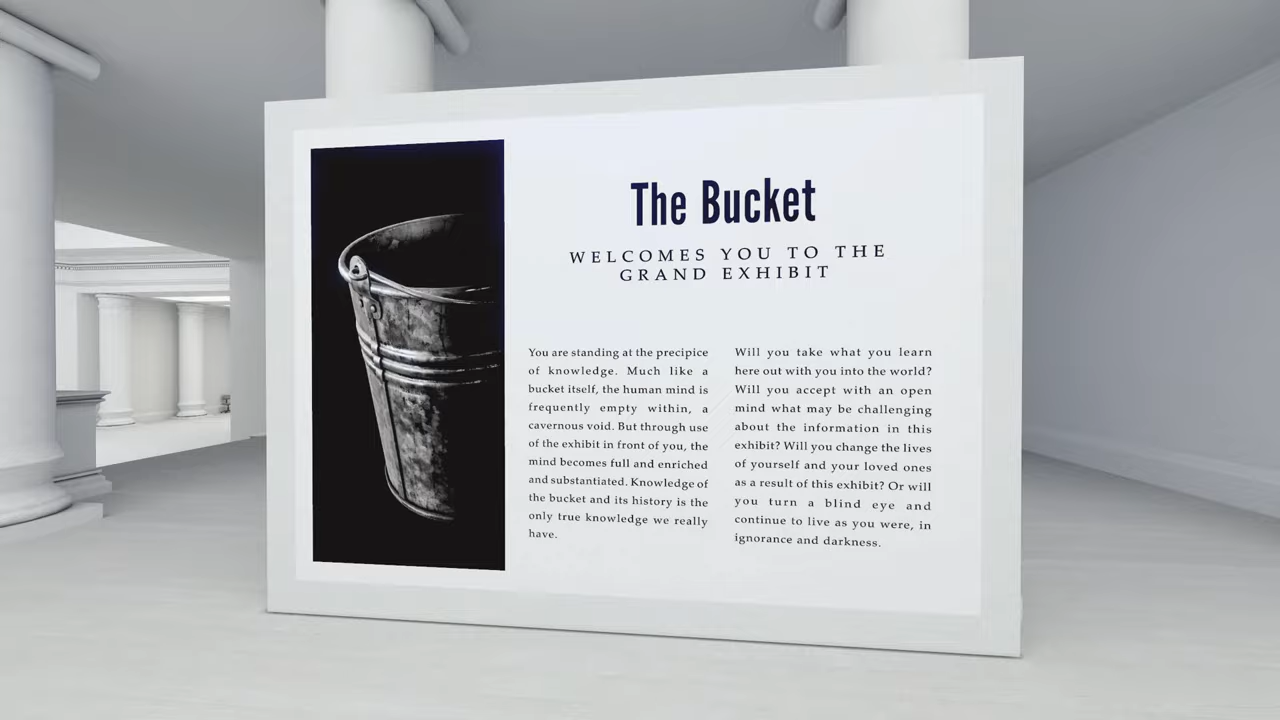 The Bucket
WELCOMES YOU TO THE
GRAND EXHIBIT
You are standing at the precipice
of knowledge. Much like a
bucket itself, the human mind is
frequently empty within, a
cavernous void. But through use
of the exhibit in front of you, the
mind becomes full and enriched
and substantiated. Knowledge of
the bucket and its history is the
only true knowledge we really
have.
Will you take what you learn
here out with you into the world?
Will you accept with an open
mind what may be challenging
about the information in this
exhibit? Will you change the lives
of yourself and your loved ones
as a result of this exhibit? Or will
you turn a blind eye and
continue to live as you were, in
ignorance and darkness.